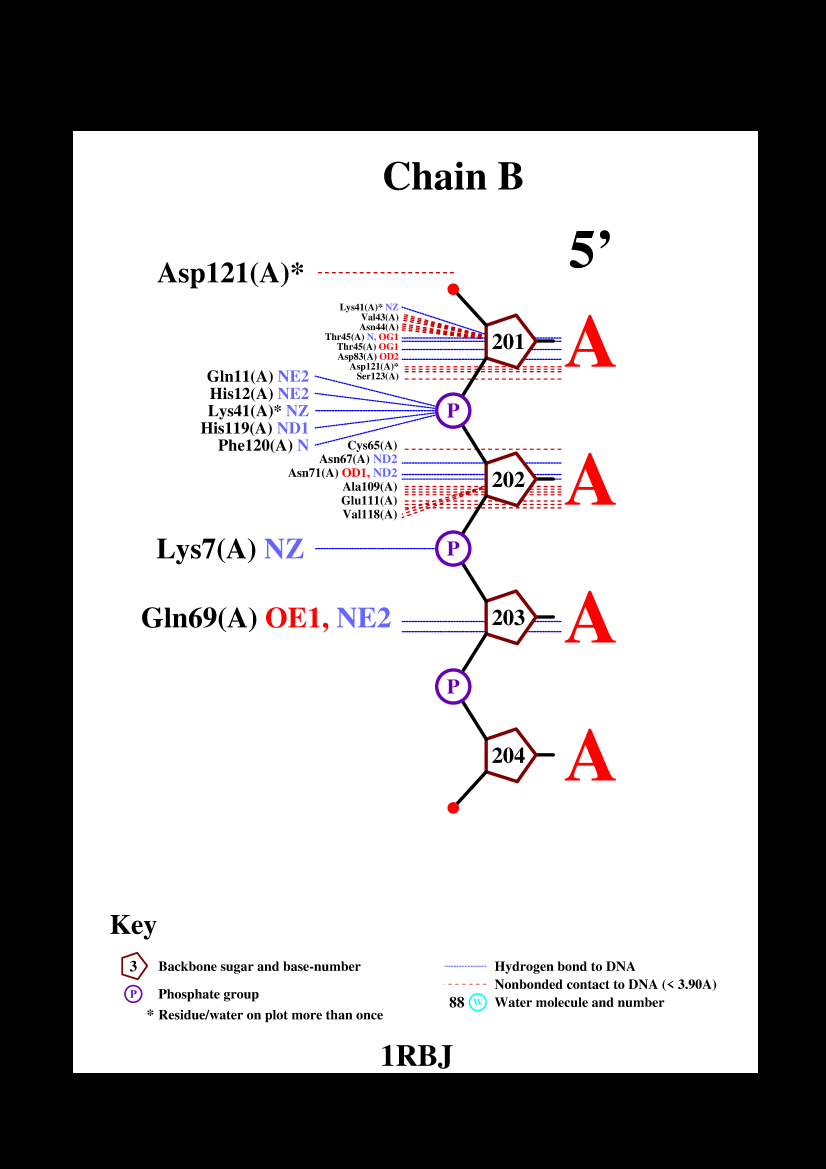 Chain B
5’
Asp121(A)*
Lys41(A)* NZ
Val43(A)
Asn44(A)
Thr45(A) N, OG1
Thr45(A) OG1
Asp83(A) OD2
Asp121(A)*
Ser123(A)
201
A
Gln11(A) NE2
His12(A) NE2
Lys41(A)* NZ
His119(A) ND1
Phe120(A) N
P
Cys65(A)
Asn67(A) ND2
Asn71(A) OD1, ND2
Ala109(A)
Glu111(A)
Val118(A)
202
A
Lys7(A) NZ
P
Gln69(A) OE1, NE2
203
A
P
204
A
Key
3 Backbone sugar and base-number
P Phosphate group
* Residue/water on plot more than once
Hydrogen bond to DNA
Nonbonded contact to DNA (< 3.90A)
88 W Water molecule and number
1RBJ